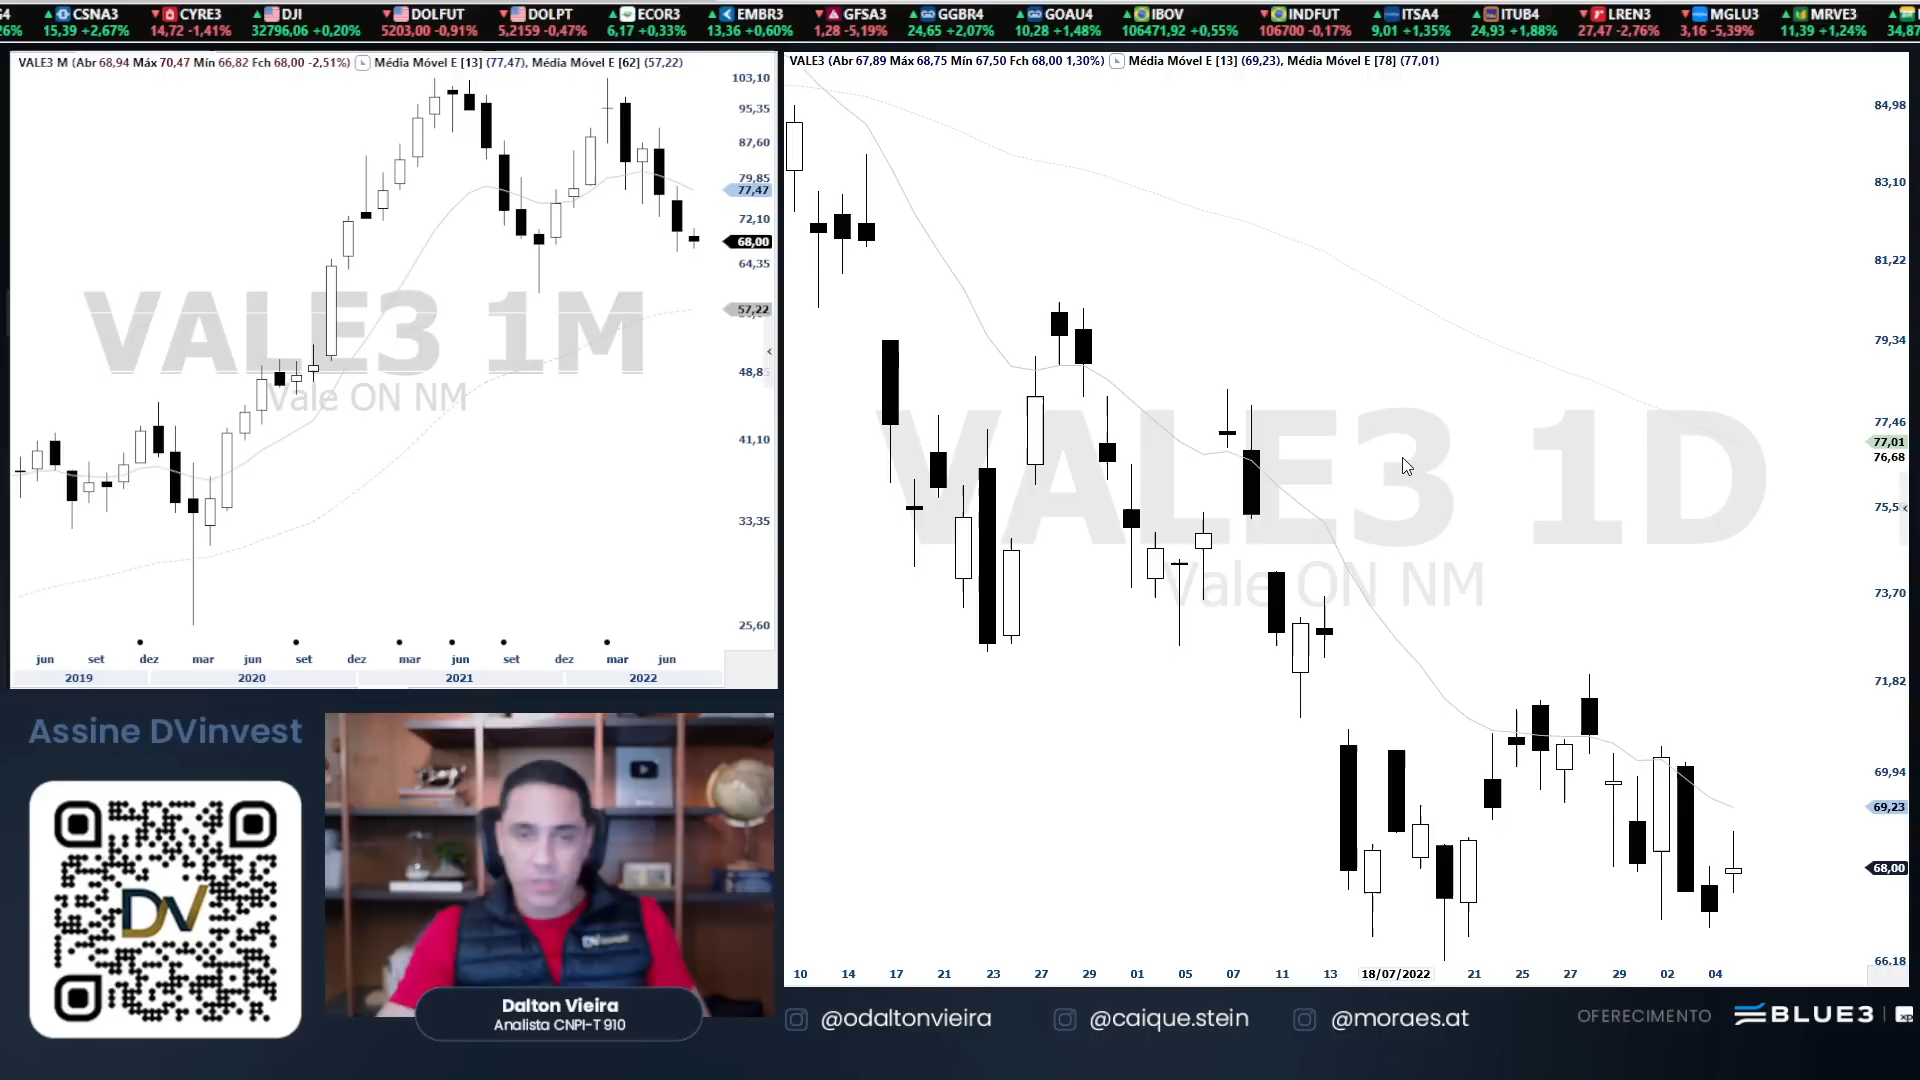 CSNA3 CYRE3 DJI DOLFUT DOLPT ECOR3 EMBR3 GFSA3 GGBR4 GOAU4 IBOV INDFUT ITSA4 ITUB4 LREN3 MGLU3 MRVE3
15,39 +2,67% 14,72 -1,41% 32796,06 +0,20% 5203,00 -0,91% 5,2159 -0,47% 6,17 +0,33% 13,36 +0,60% 1,28 -5,19% 24,65 +2,07% 10,28 +1,48% 106471,92 +0,55% 106700 -0,17% 9,01 +1,35% 24,93 +1,88% 27,47 -2,76% 3,16 -5,39% 11,39 +1,24% 34,87
VALE3 M (Abr 68,94 Máx 70,47 Mín 66,82 Fch 68,00 -2,51%) Média Móvel E [13] (77,47), Média Móvel E [62] (57,22)
103,10
95,35
87,60
79,85
77,47
72,10
68,00
64,35
57,22
48,85
41,10
33,35
25,60
VALE3 1M
Vale ON NM
jun set dez mar jun set dez mar jun set dez mar jun
2019 2020 2021 2022
VALE3 (Abr 67,89 Máx 68,75 Mín 67,50 Fch 68,00 1,30%) Média Móvel E [13] (69,23), Média Móvel E [78] (77,01)
84,98
83,10
81,22
79,34
77,46
77,01
76,68
75,5
73,70
71,82
69,94
69,23
68,00
66,18
VALE3 1D
Vale ON NM
10 14 17 21 23 27 29 01 05 07 11 13 18/07/2022 21 25 27 29 02 04
Assine DVinvest
DV
Dalton Vieira
Analista CNPI-T 910
@odaltonvieira @caique.stein @moraes.at
OFERECIMENTO BLUE3 xp